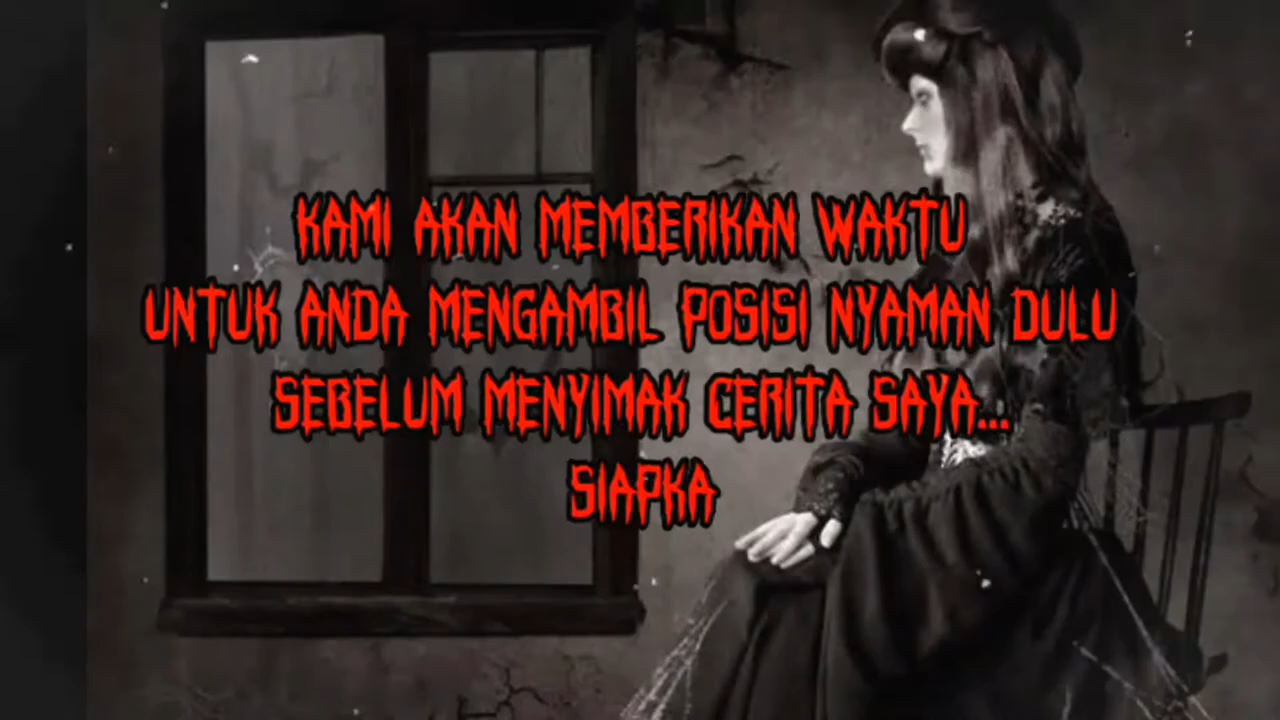 KAMI AKAN MEMBERIKAN WAKTU
UNTUK ANDA MENGAMBIL POSISI NYAMAN DULU
SEBELUM MENYIMAK CERITA SAYA...
SIAPKA